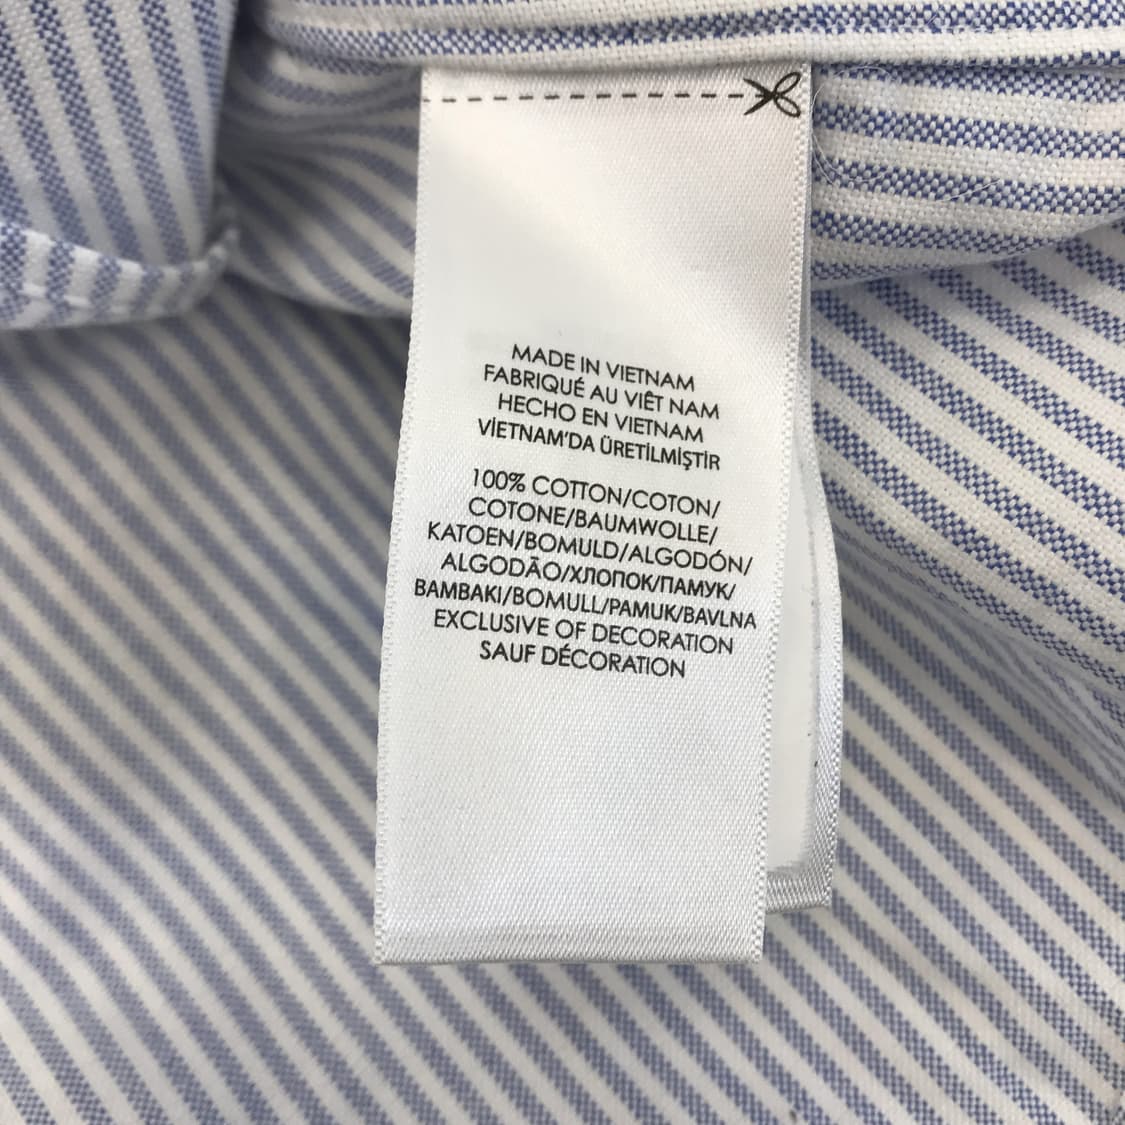 MADE IN VIETNAM
FABRIQUÉ AU VIÊT NAM
HECHO EN VIETNAM
VİETNAM'DA ÜRETİLMİŞTİR
100% COTTON/COTON/
COTONE/BAUMWOLLE/
KATOEN/BOMULD/ALGODÓN/
ALGODÃO/ХЛОПОК/ПАМУК/
BAMBAKI/BOMULL/PAMUK/BAVLNA
EXCLUSIVE OF DECORATION
SAUF DÉCORATION